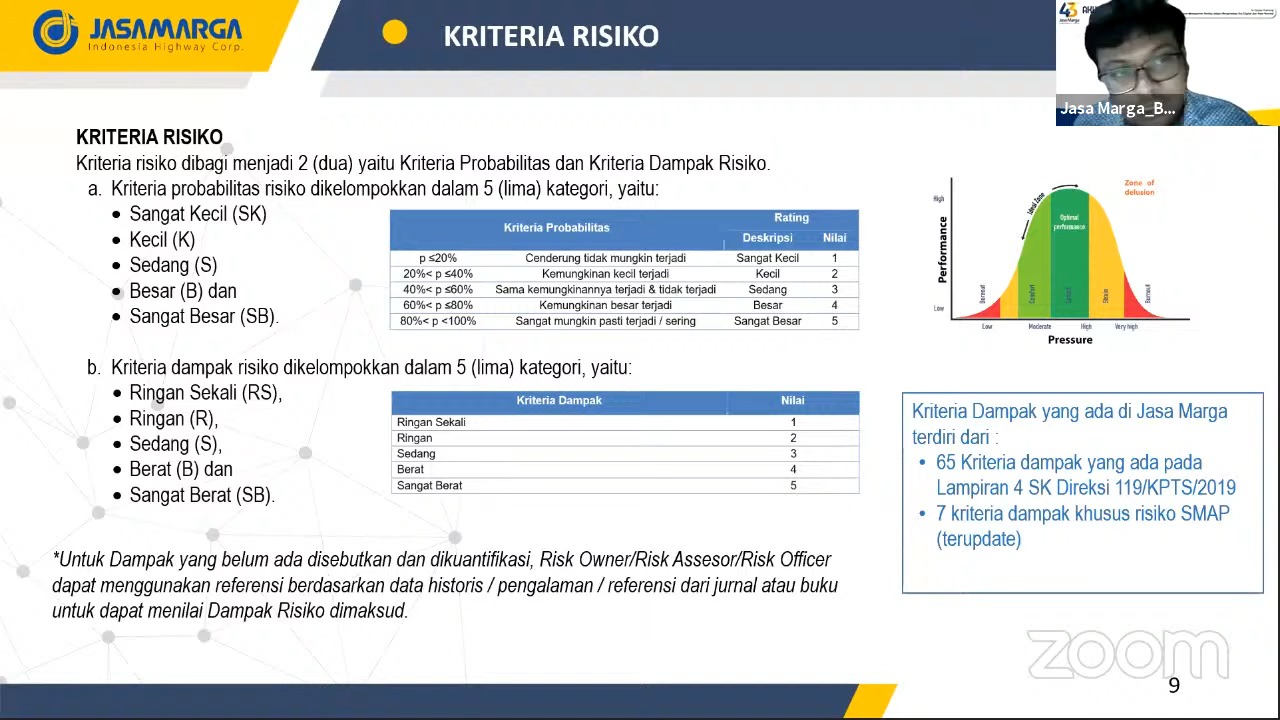 JASAMARGA
Indonesia Highway Corp.
KRITERIA RISIKO
43
Jasa Marga_B...
KRITERIA RISIKO
Kriteria risiko dibagi menjadi 2 (dua) yaitu Kriteria Probabilitas dan Kriteria Dampak Risiko.
a. Kriteria probabilitas risiko dikelompokkan dalam 5 (lima) kategori, yaitu:
• Sangat Kecil (SK)
• Kecil (K)
• Sedang (S)
• Besar (B) dan
• Sangat Besar (SB).
Kriteria Probabilitas Rating
Deskripsi Nilai
p ≤20% Cenderung tidak mungkin terjadi Sangat Kecil 1
20%< p ≤40% Kemungkinan kecil terjadi Kecil 2
40%< p ≤60% Sama kemungkinannya terjadi & tidak terjadi Sedang 3
60%< p ≤80% Kemungkinan besar terjadi Besar 4
80%< p <100% Sangat mungkin pasti terjadi / sering Sangat Besar 5
Zone of
delusion
High
Ideal Zone
Optimal
performance
Performance
Low
Burnout
Comfort
Stretch
Strain
Burnout
Low Moderate High Very high
Pressure
b. Kriteria dampak risiko dikelompokkan dalam 5 (lima) kategori, yaitu:
• Ringan Sekali (RS),
• Ringan (R),
• Sedang (S),
• Berat (B) dan
• Sangat Berat (SB).
Kriteria Dampak Nilai
Ringan Sekali 1
Ringan 2
Sedang 3
Berat 4
Sangat Berat 5
Kriteria Dampak yang ada di Jasa Marga
terdiri dari :
• 65 Kriteria dampak yang ada pada
Lampiran 4 SK Direksi 119/KPTS/2019
• 7 kriteria dampak khusus risiko SMAP
(terupdate)
*Untuk Dampak yang belum ada disebutkan dan dikuantifikasi, Risk Owner/Risk Assesor/Risk Officer
dapat menggunakan referensi berdasarkan data historis / pengalaman / referensi dari jurnal atau buku
untuk dapat menilai Dampak Risiko dimaksud.
zoom
9